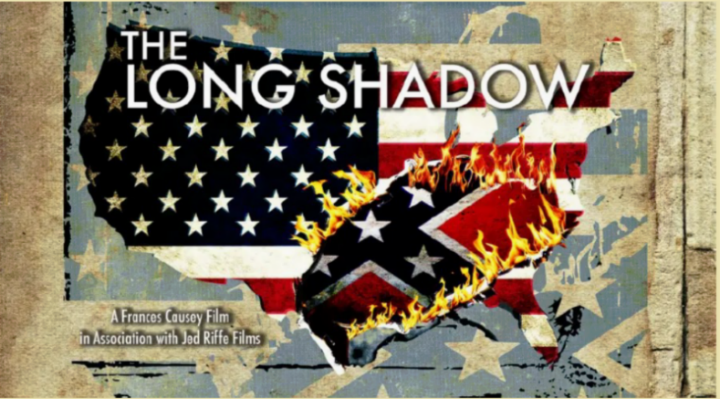 THE
LONG SHADOW
A Frances Causey Film
in Association with Jed Riffe Films